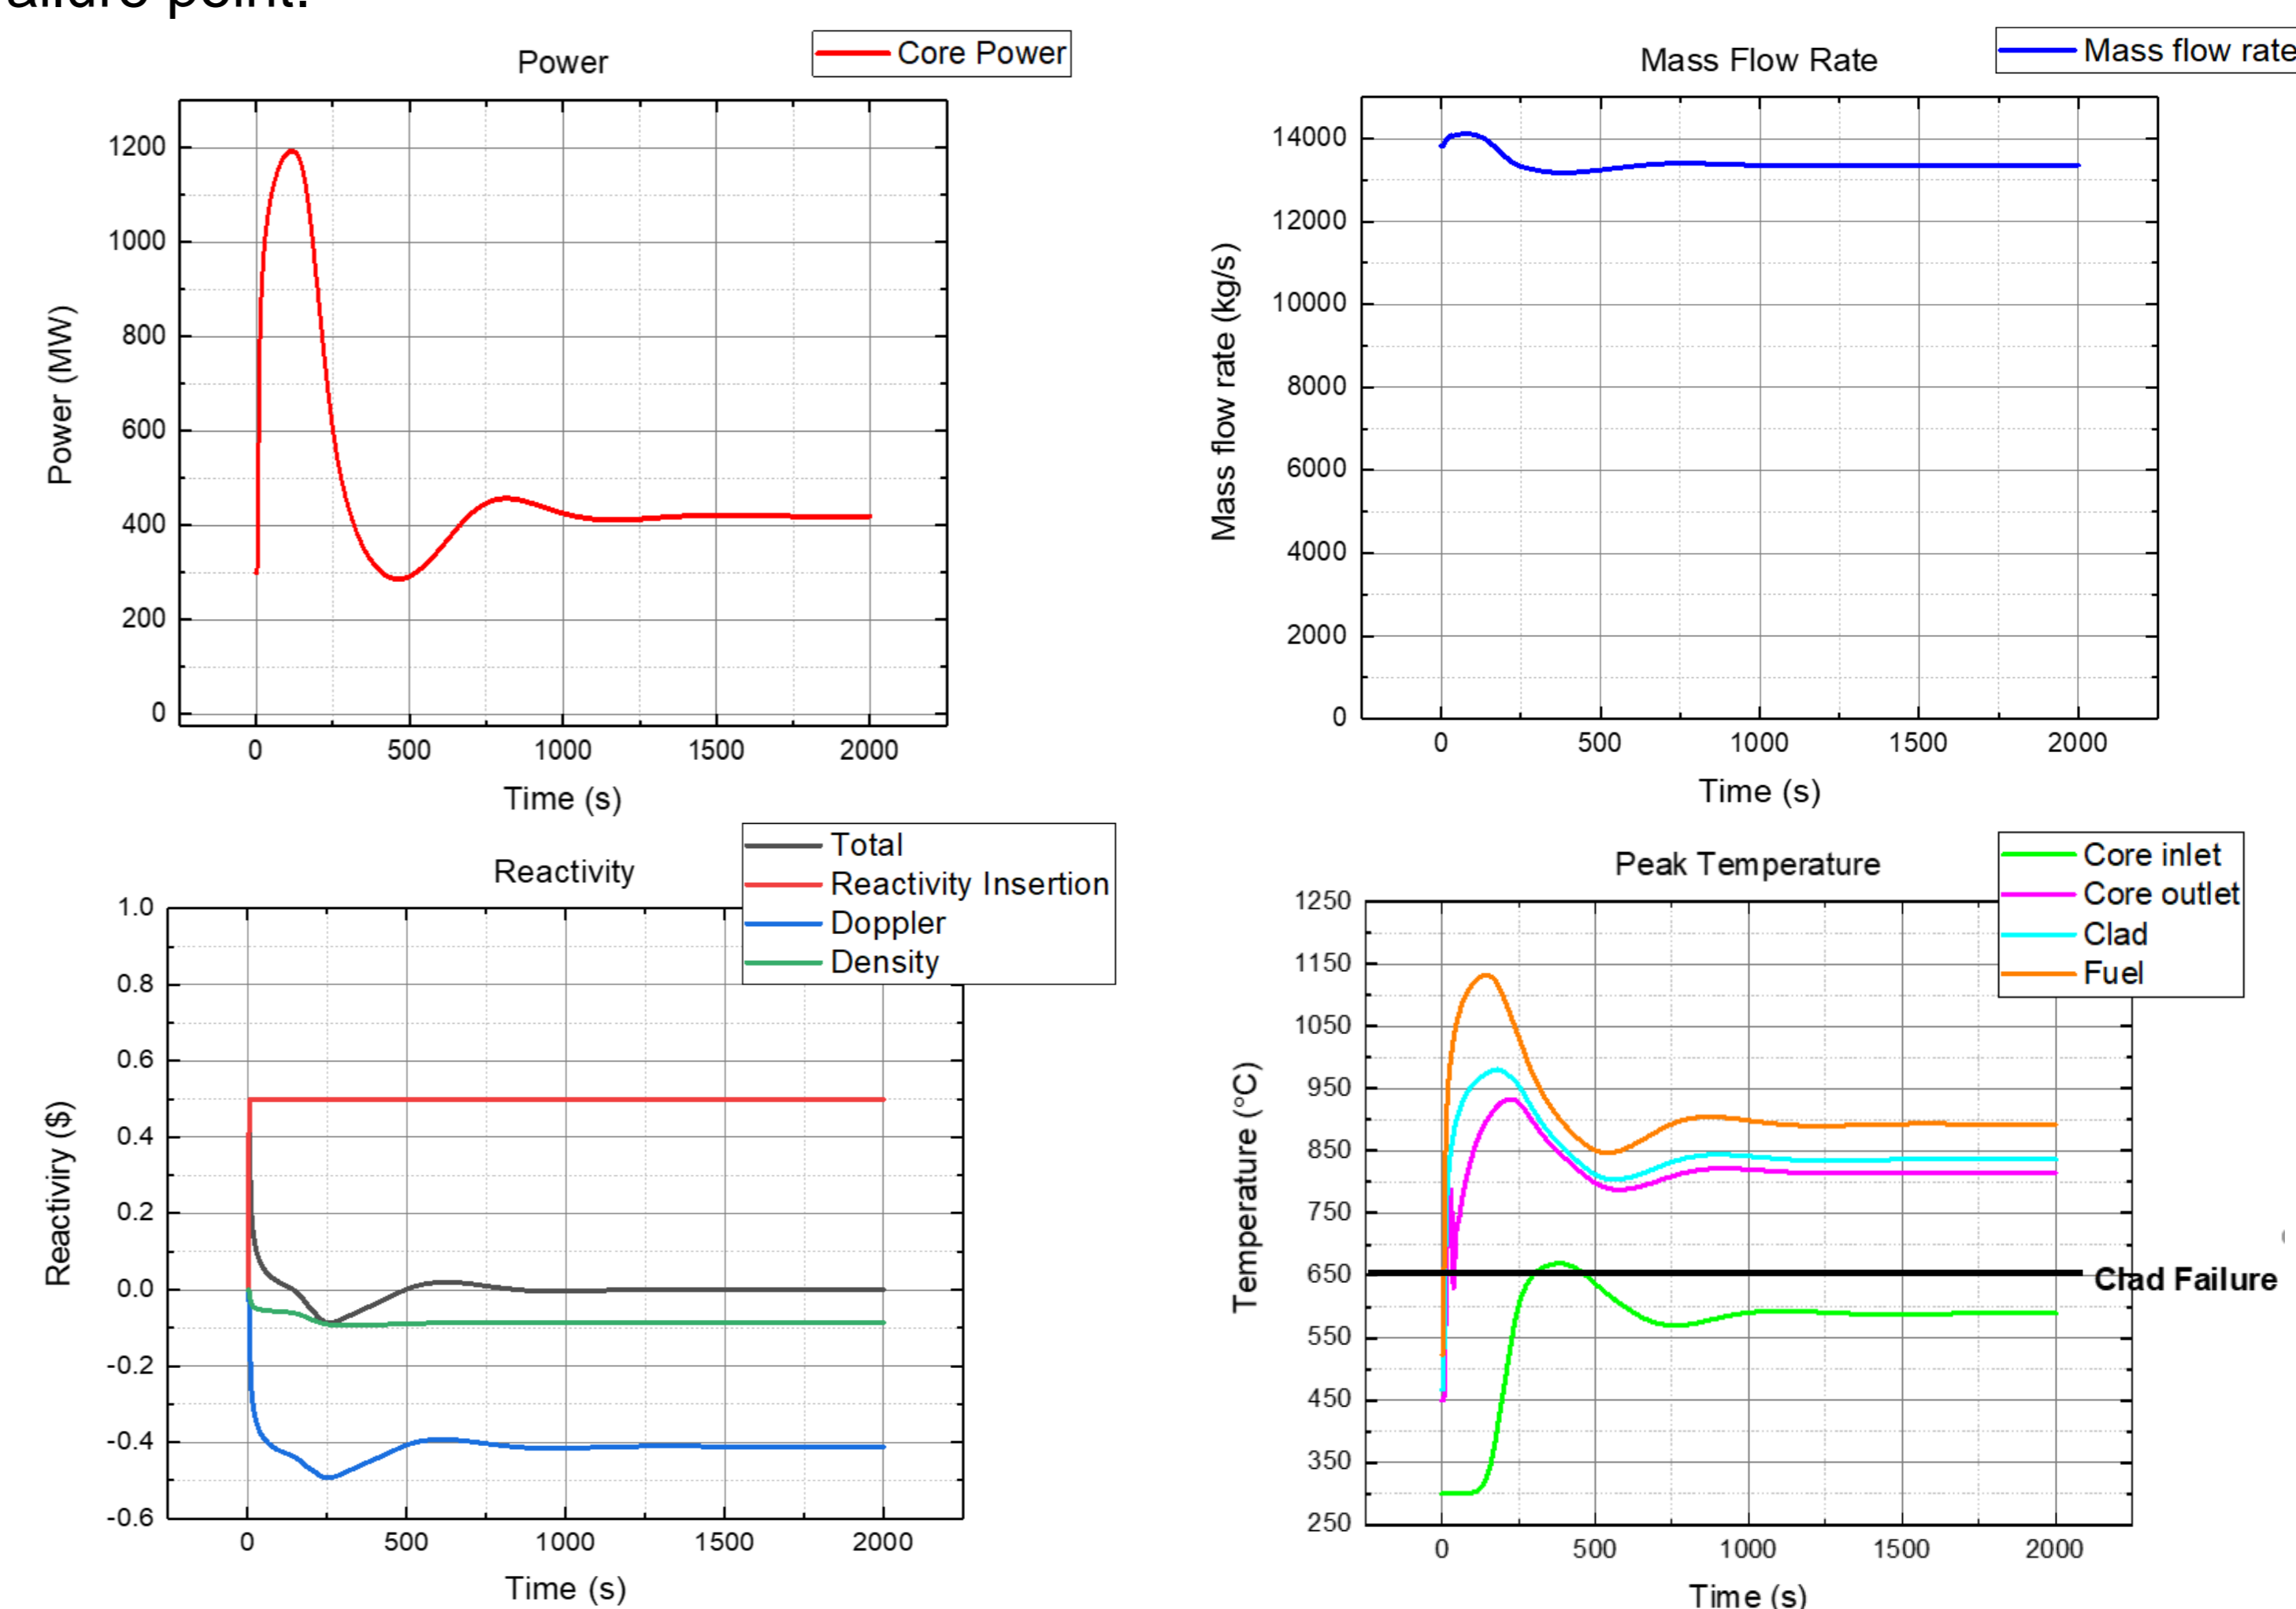 ailure point.
Power
Core Power
1200
1000
800
600
400
200
0
Power (MW)
0 500 1000 1500 2000
Time (s)
Mass Flow Rate
Mass flow rate
14000
12000
10000
8000
6000
4000
2000
0
Mass flow rate (kg/s)
0 500 1000 1500 2000
Time (s)
Reactivity
Total
Reactivity Insertion
Doppler
Density
1.0
0.8
0.6
0.4
0.2
0.0
-0.2
-0.4
-0.6
Reactiviry ($)
0 500 1000 1500 2000
Time (s)
Peak Temperature
Core inlet
Core outlet
Clad
Fuel
1250
1150
1050
950
850
750
650
550
450
350
250
Temperature (°C)
Clad Failure
0 500 1000 1500 2000
Time (s)